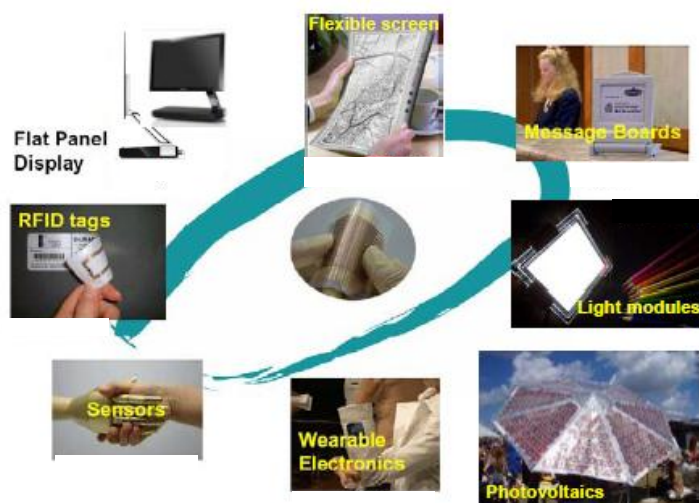 Flexible screen
Flat Panel
Display
Message Boards
RFID tags
Light modules
Sensors
Wearable
Electronics
Photovoltaics